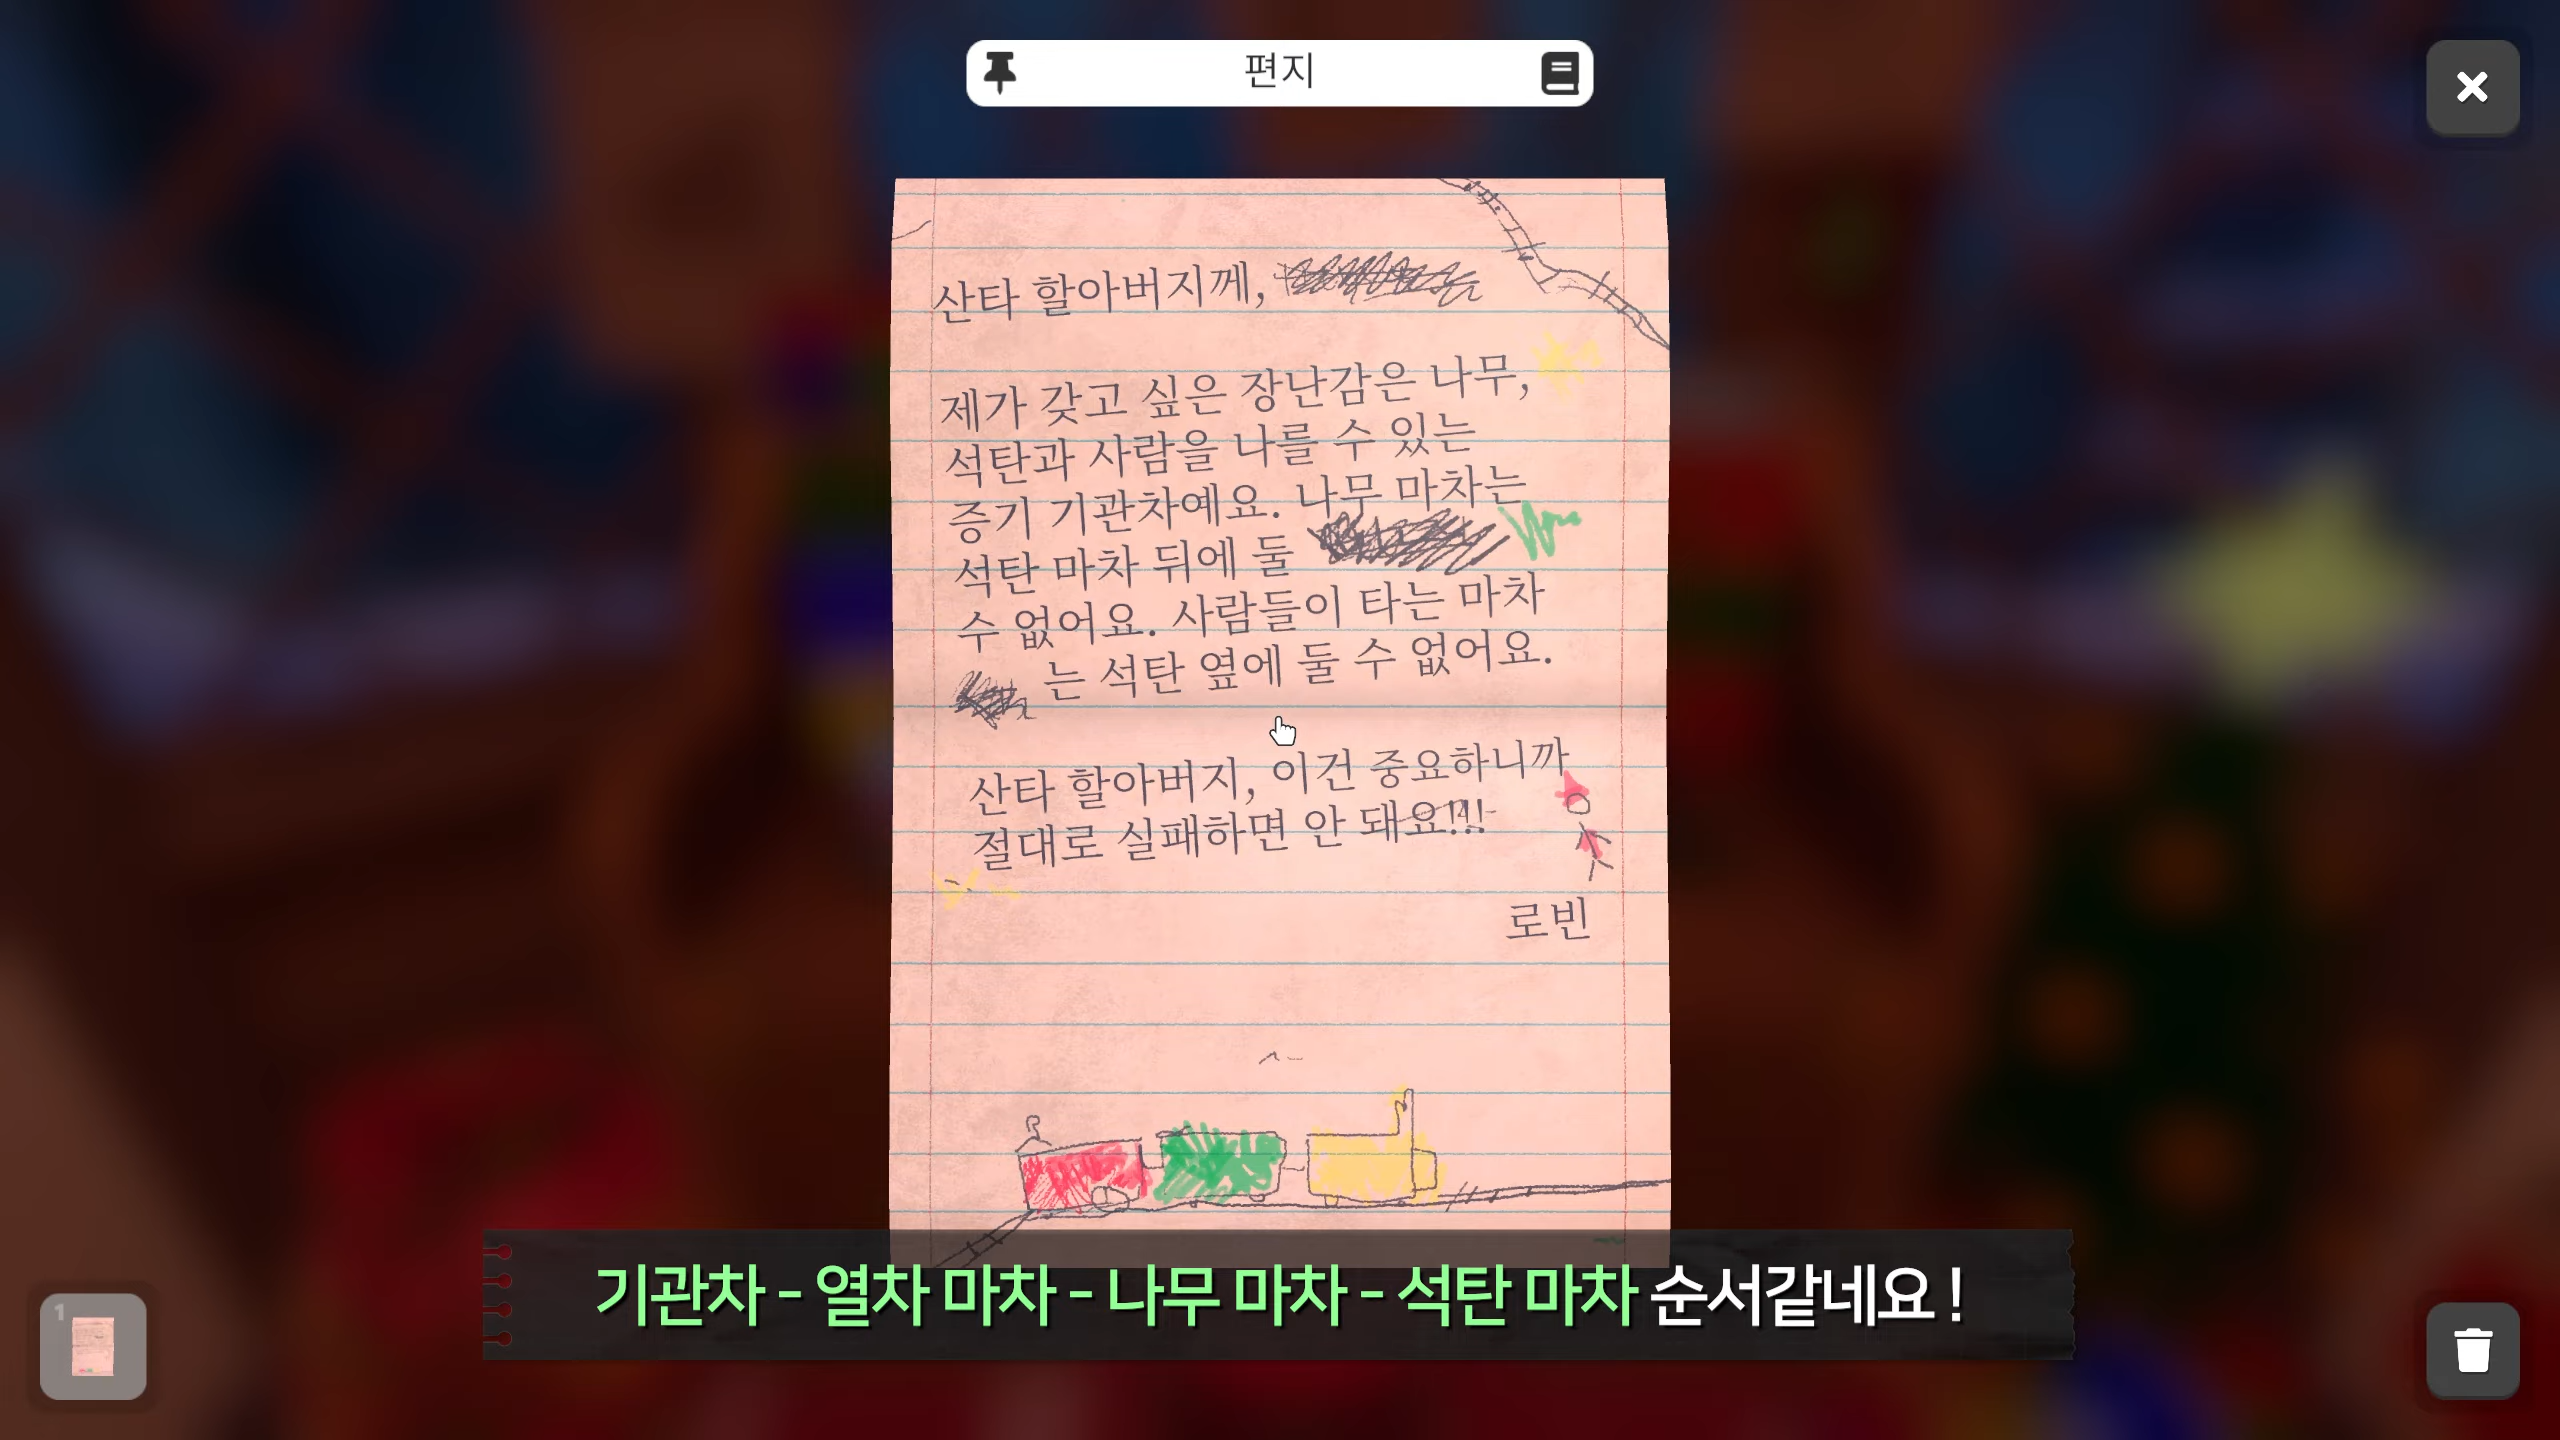 편지
산타 할아버지께,
제가 갖고 싶은 장난감은 나무,
석탄과 사람을 나를 수 있는
증기 기관차예요. 나무 마차는
석탄 마차 뒤에 둘
수 없어요. 사람들이 타는 마차
는 석탄 옆에 둘 수 없어요.
산타 할아버지, 이건 중요하니까
절대로 실패하면 안 돼요!!!
로빈
기관차 - 열차 마차 - 나무 마차 - 석탄 마차 순서같네요!
1